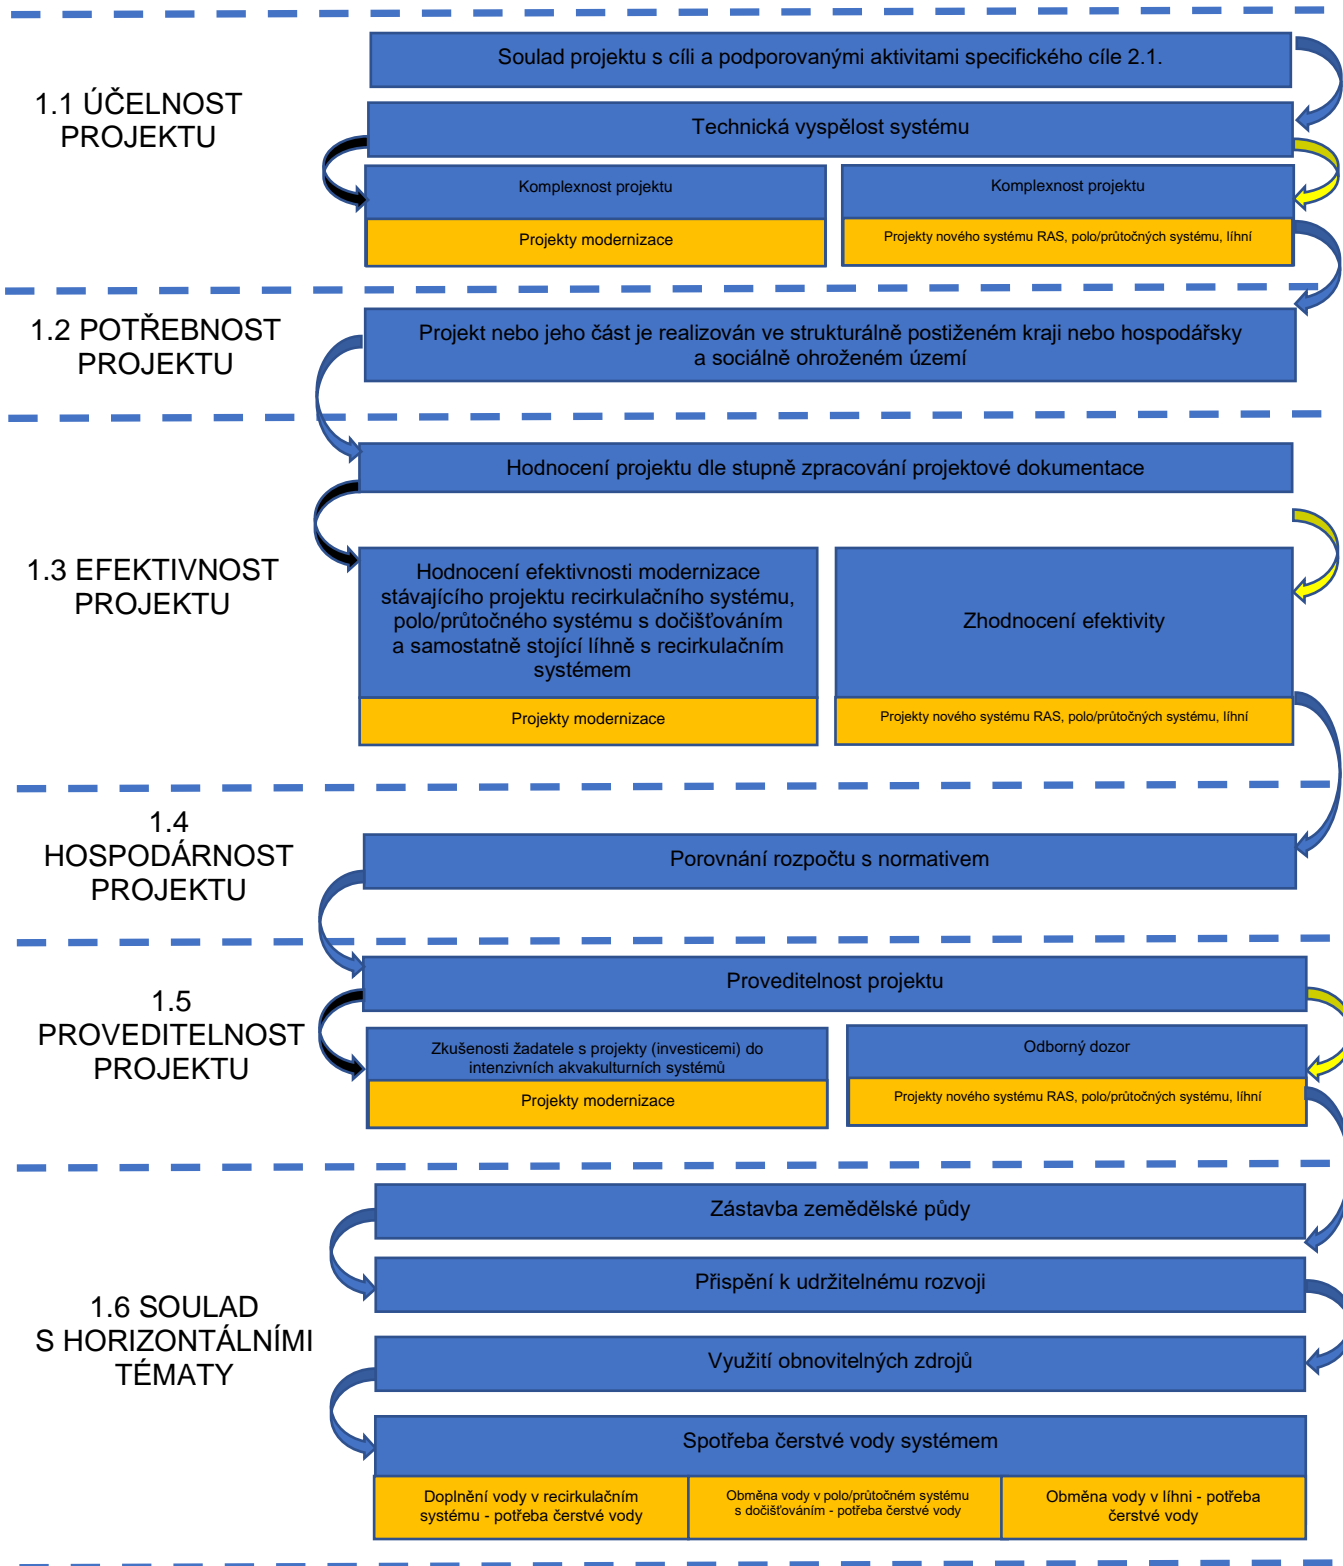 1.1 ÚČELNOST
PROJEKTU
Soulad projektu s cíli a podporovanými aktivitami specifického cíle 2.1.
Technická vyspělost systému
Komplexnost projektu
Projekty modernizace
Komplexnost projektu
Projekty nového systému RAS, polo/průtočných systému, líhní
1.2 POTŘEBNOST
PROJEKTU
Projekt nebo jeho část je realizován ve strukturálně postiženém kraji nebo hospodářsky
a sociálně ohroženém území
1.3 EFEKTIVNOST
PROJEKTU
Hodnocení projektu dle stupně zpracování projektové dokumentace
Hodnocení efektivnosti modernizace
stávajícího projektu recirkulačního systému,
polo/průtočného systému s dočišťováním
a samostatně stojící líhně s recirkulačním
systémem
Projekty modernizace
Zhodnocení efektivity
Projekty nového systému RAS, polo/průtočných systému, líhní
1.4
HOSPODÁRNOST
PROJEKTU
Porovnání rozpočtu s normativem
1.5
PROVEDITELNOST
PROJEKTU
Proveditelnost projektu
Zkušenosti žadatele s projekty (investicemi) do
intenzivních akvakulturních systémů
Projekty modernizace
Odborný dozor
Projekty nového systému RAS, polo/průtočných systému, líhní
1.6 SOULAD
S HORIZONTÁLNÍMI
TÉMATY
Zástavba zemědělské půdy
Přispění k udržitelnému rozvoji
Využití obnovitelných zdrojů
Spotřeba čerstvé vody systémem
Doplnění vody v recirkulačním
systému - potřeba čerstvé vody
Obměna vody v polo/průtočném systému
s dočišťováním - potřeba čerstvé vody
Obměna vody v líhni - potřeba
čerstvé vody